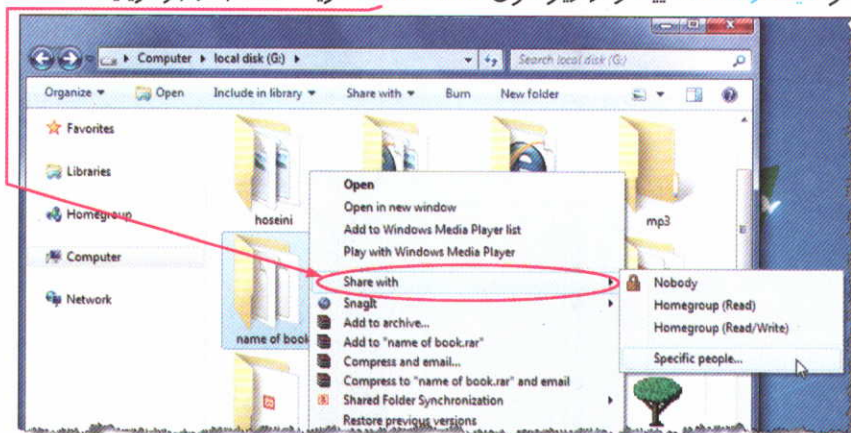 Computer ▸ local disk (G:) ▸
Search local disk (G:)
Organize
Open
Include in library
Share with
Burn
New folder
Favorites
Libraries
Homegroup
Computer
Network
hoseini
mp3
name of book
Open
Open in new window
Add to Windows Media Player list
Play with Windows Media Player
Share with
SnagIt
Add to archive...
Add to "name of book.rar"
Compress and email...
Compress to "name of book.rar" and email
Shared Folder Synchronization
Restore previous versions
Nobody
Homegroup (Read)
Homegroup (Read/Write)
Specific people...